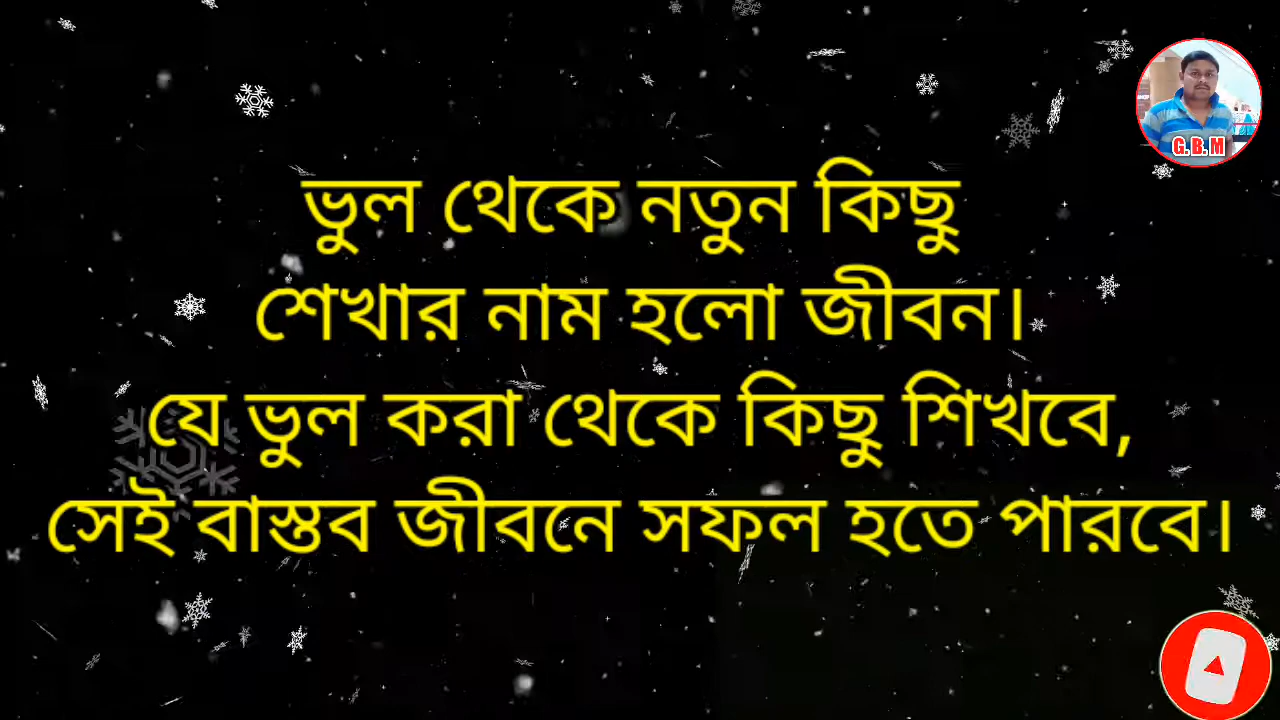 G. B. M
ভুল থেকে নতুন কিছু
শেখার নাম হলো জীবন।
যে ভুল করা থেকে কিছু শিখবে,
সেই বাস্তব জীবনে সফল হতে পারবে।